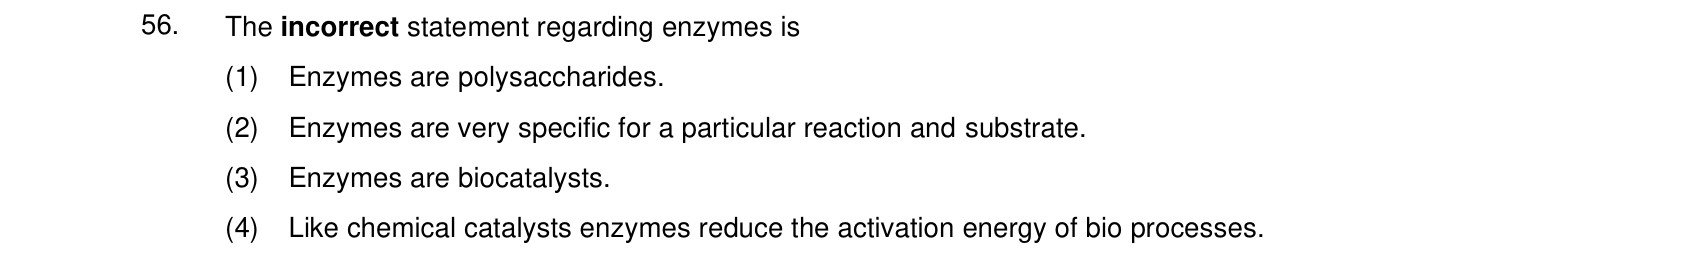 56. The incorrect statement regarding enzymes is
(1) Enzymes are polysaccharides.
(2) Enzymes are very specific for a particular reaction and substrate.
(3) Enzymes are biocatalysts.
(4) Like chemical catalysts enzymes reduce the activation energy of bio processes.